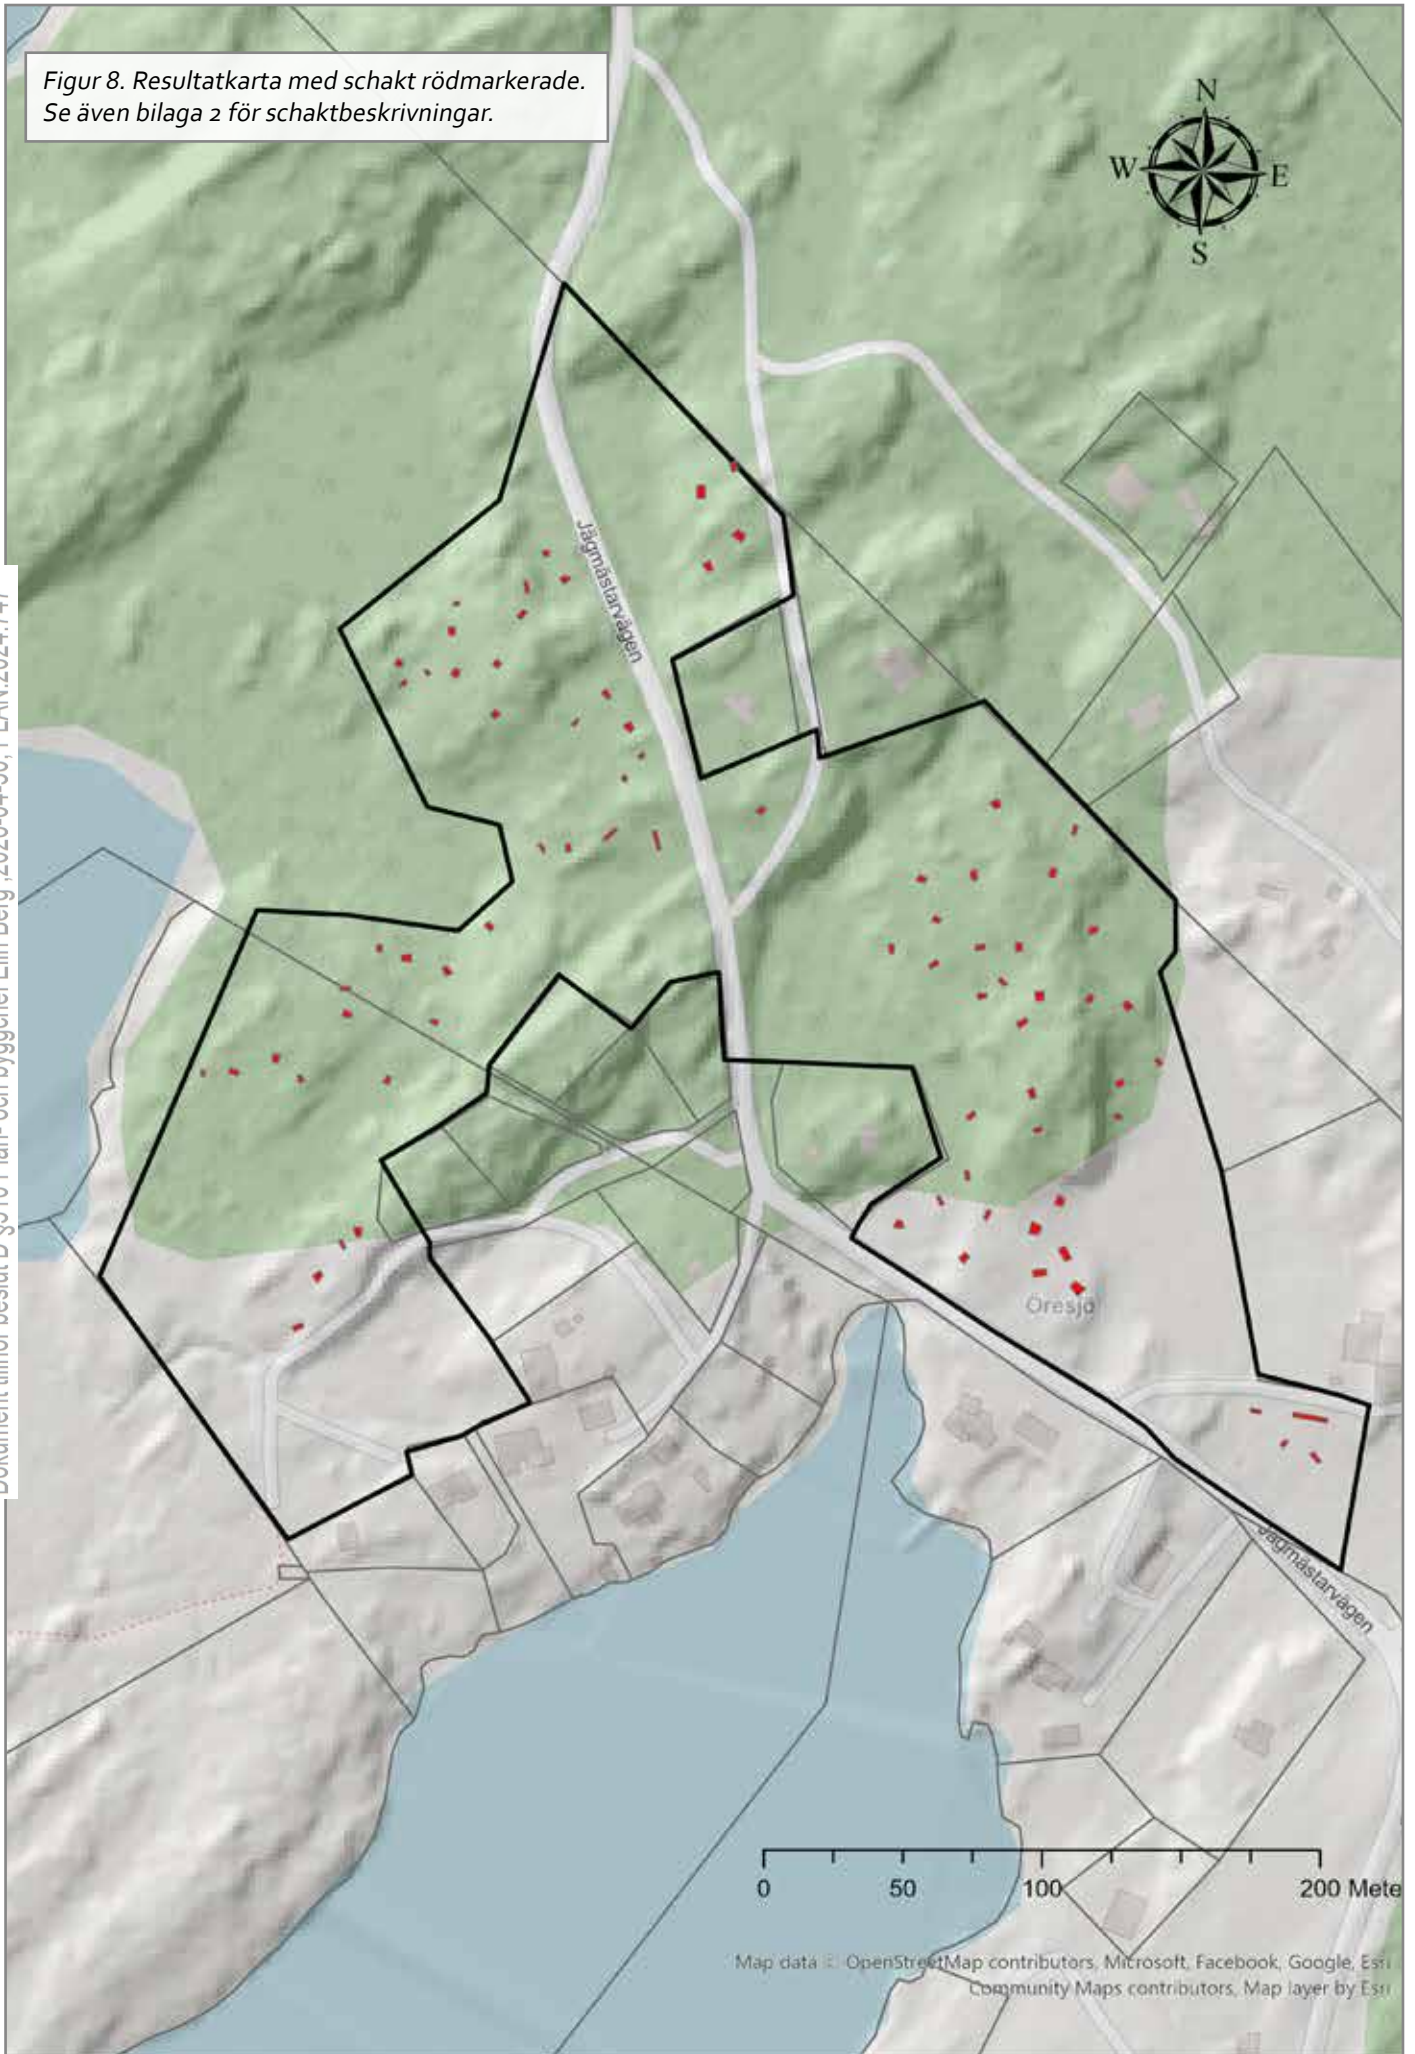 Figur 8. Resultatkarta med schakt rödmarkerade.
Se även bilaga 2 för schaktbeskrivningar.
N
W
E
S
Jägmästarvägen
Öresjö
Jägmästarvägen
0
50
100
200 Mete
Map data © OpenStreetMap contributors, Microsoft, Facebook, Google, Esri
Community Maps contributors, Map layer by Esri